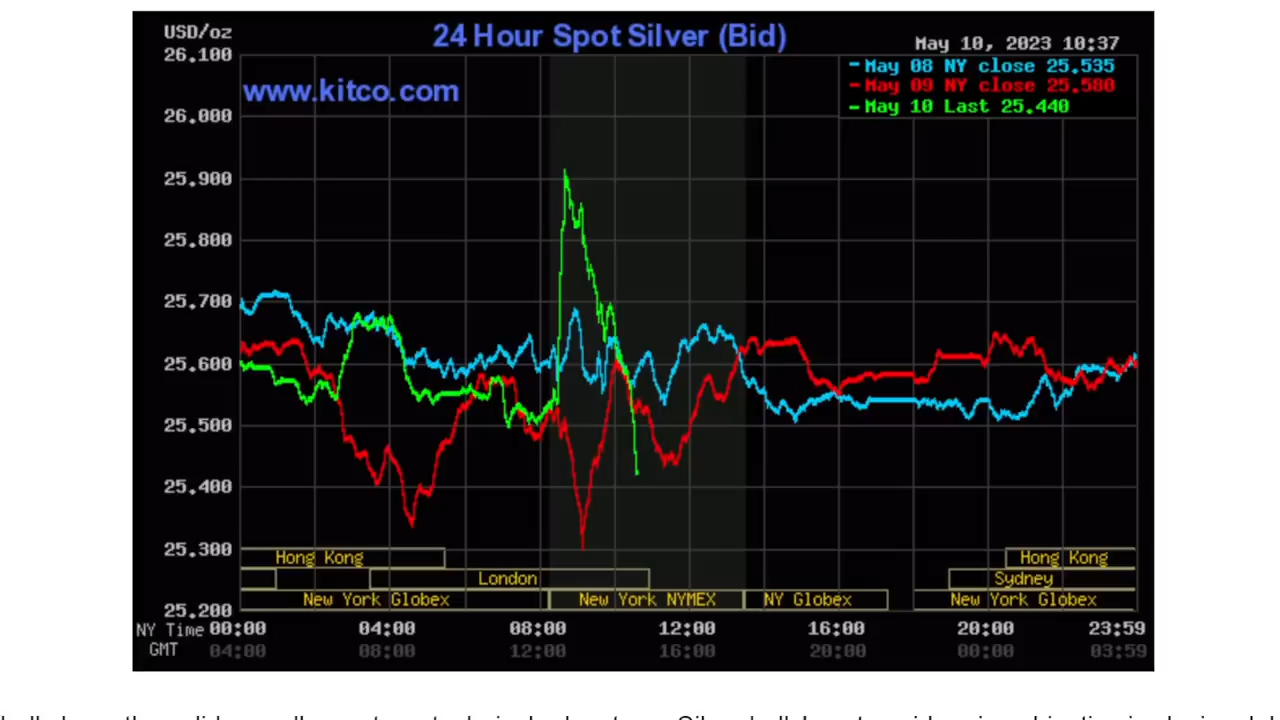 USD/oz
24 Hour Spot Silver (Bid)
May 10, 2023 10:37
www.kitco.com
May 08 NY close 25.535
May 09 NY close 25.580
May 10 Last 25.440
26.100
26.000
25.900
25.800
25.700
25.600
25.500
25.400
25.300
25.200
Hong Kong
Hong Kong
London
Sydney
New York Globex
New York NYMEX
NY Globex
New York Globex
NY Time 00:00 04:00 08:00 12:00 16:00 20:00 23:59
GMT 04:00 08:00 12:00 16:00 20:00 00:00 03:59